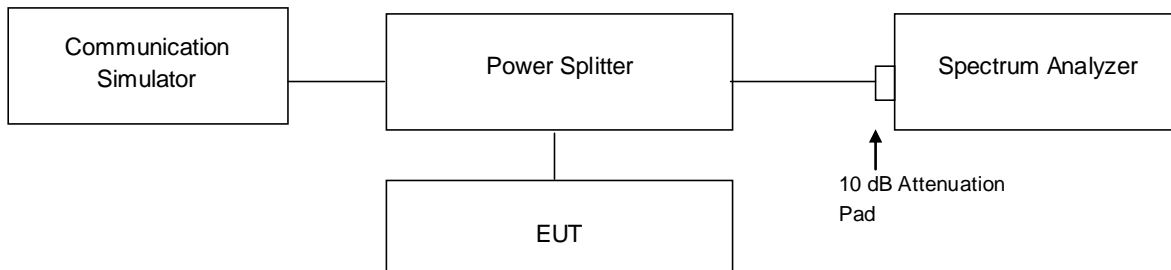 Communication
Simulator
Power Splitter
Spectrum Analyzer
10 dB Attenuation
Pad
EUT